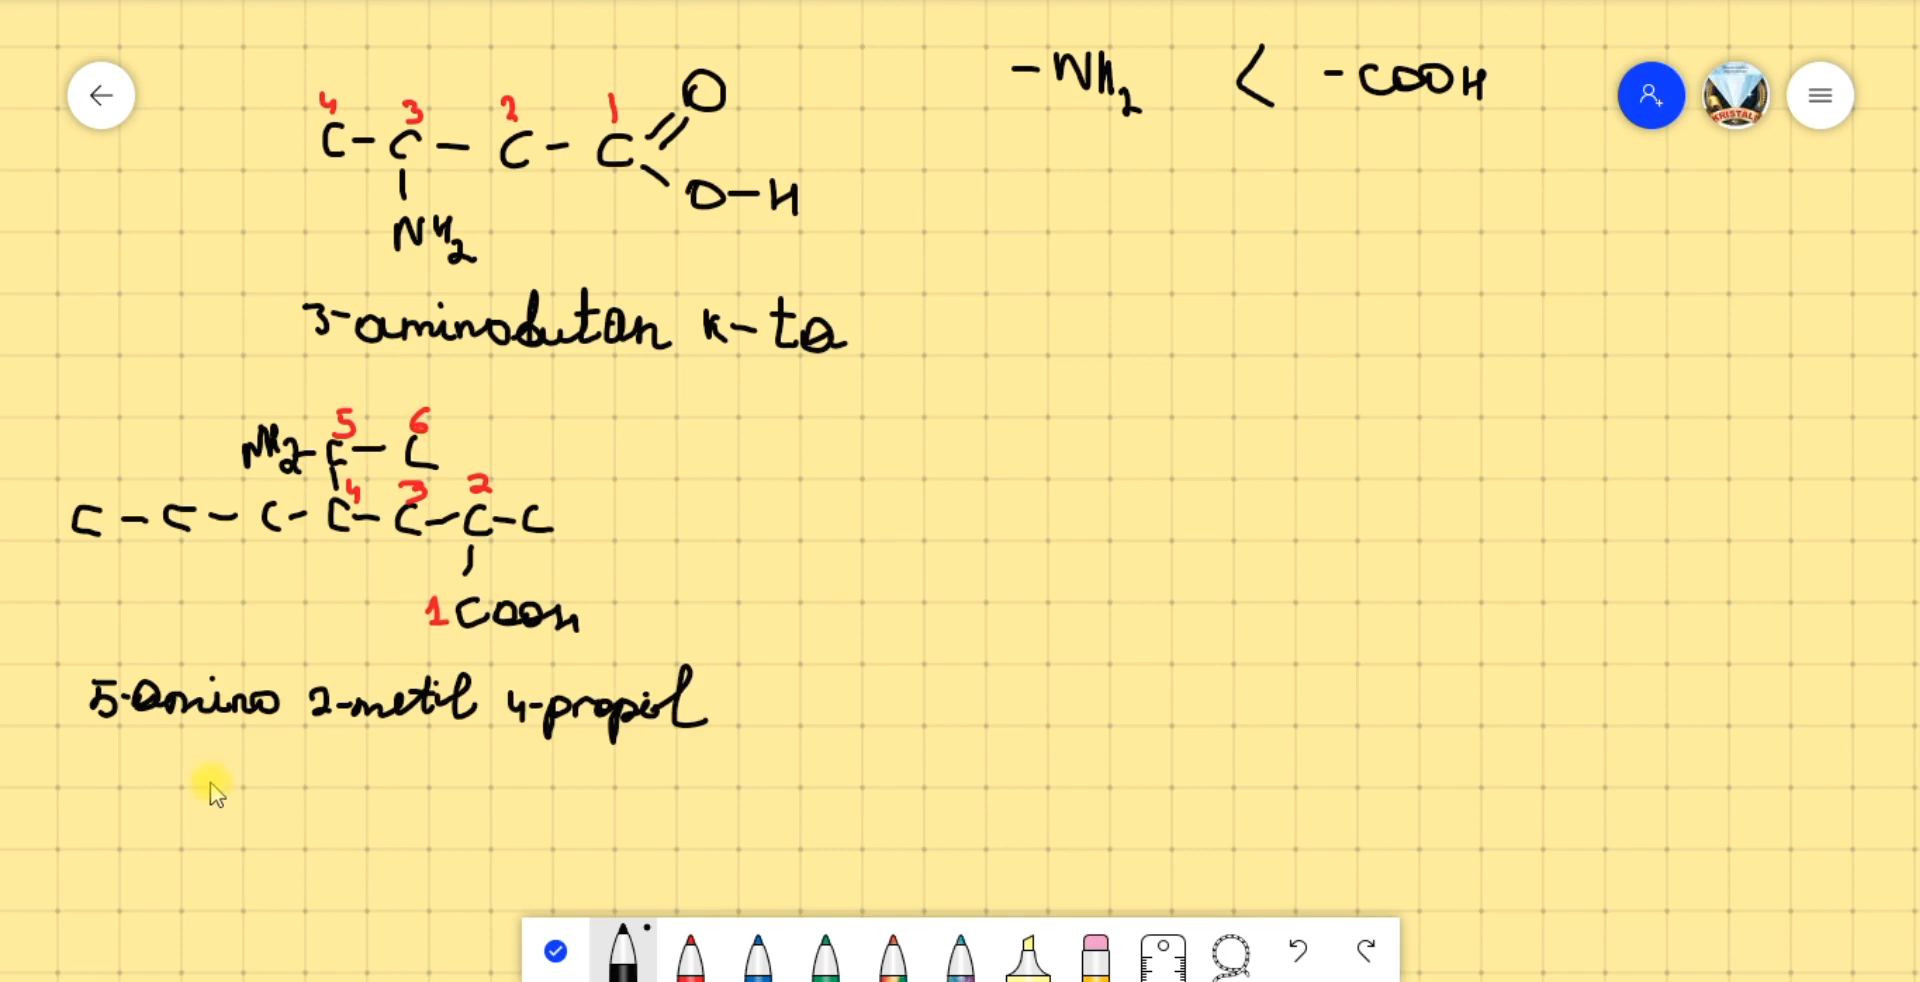 -NH₂ < -COOH
4 3 2 1
C-C-C-C
O
O-H
NH₂
3-aminobutan k-ta
5 6
NH₂-C-C
4 3 2
C-C-C-C-C-C-C
1 COOH
5-amino 2-metil 4-propil
KRISTALL